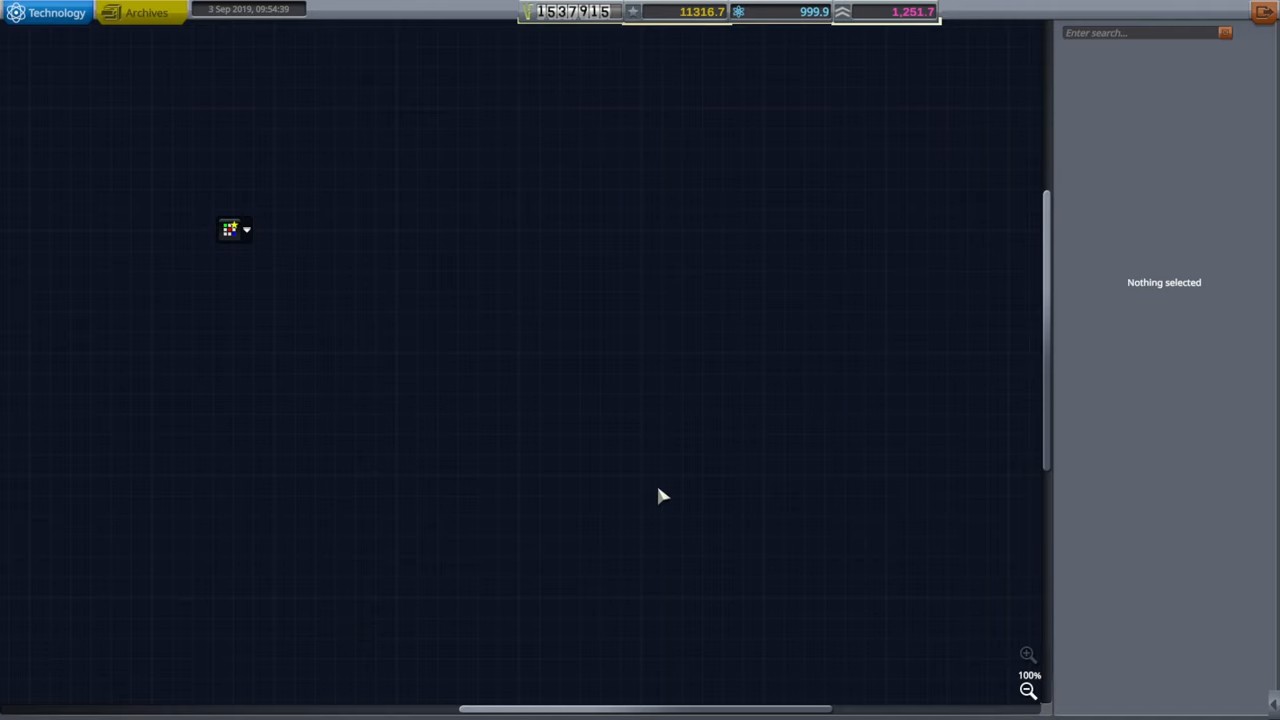 Technology
Archives
3 Sep 2019, 09:54:39
1537915
11316.7
999.9
1,251.7
Enter search...
Nothing selected
100%